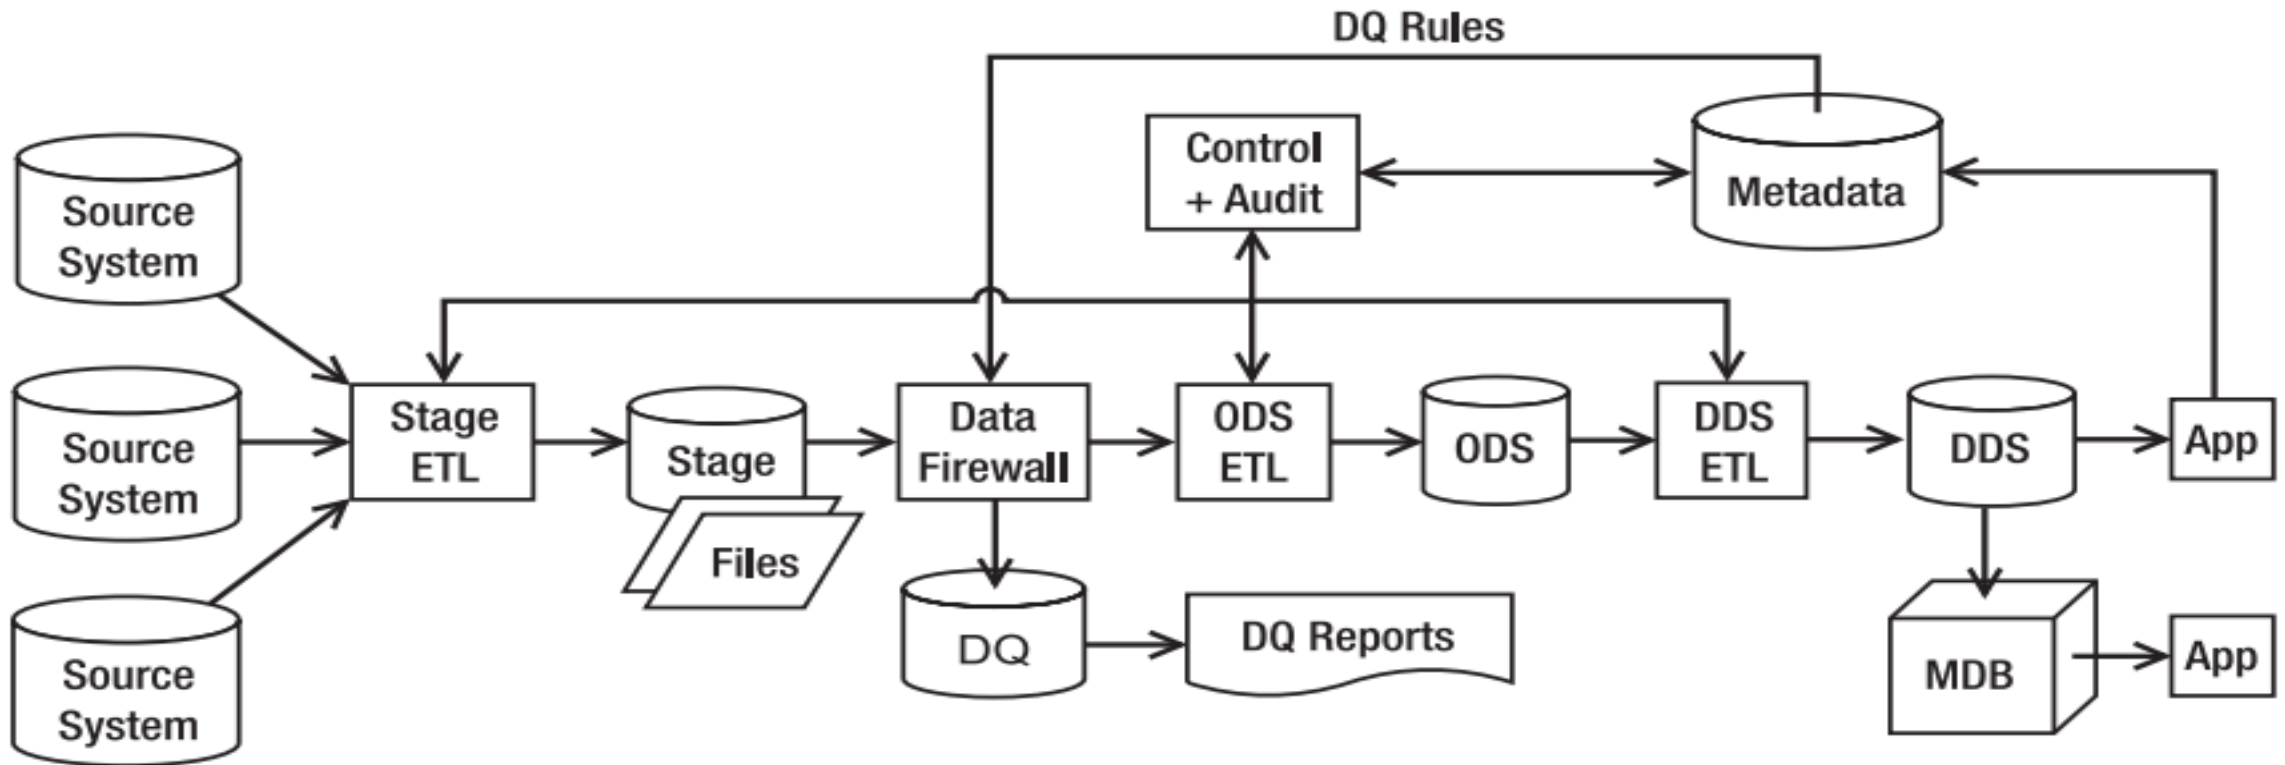 DQ Rules
Control
+ Audit
Metadata
Source
System
Source
System
Source
System
Stage
ETL
Stage
Files
Data
Firewall
ODS
ETL
ODS
DDS
ETL
DDS
App
DQ
DQ Reports
MDB
App